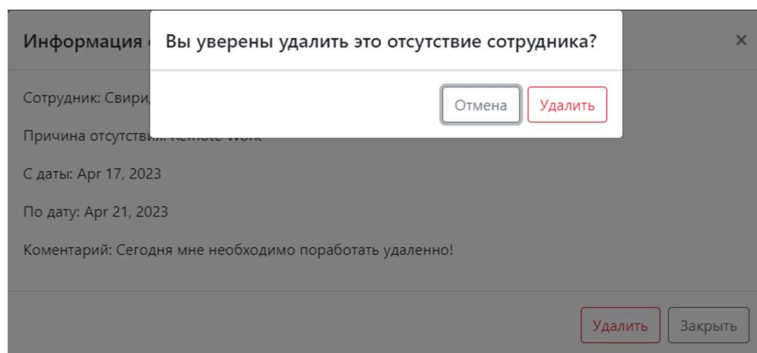 Вы уверены удалить это отсутствие сотрудника?
Отмена
Удалить
Информация
×
Сотрудник: Свири
Причина отсутствия: Remote Work
С даты: Apr 17, 2023
По дату: Apr 21, 2023
Коментарий: Сегодня мне необходимо поработать удаленно!
Удалить
Закрыть